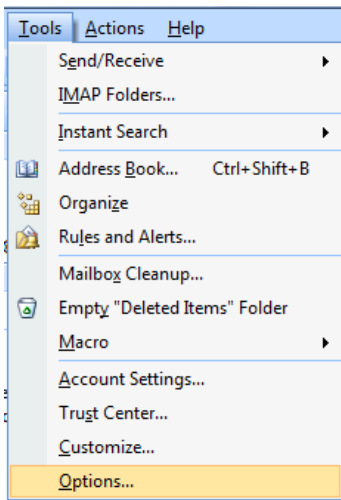 Tools Actions Help
Send/Receive
IMAP Folders...
Instant Search
Address Book... Ctrl+Shift+B
Organize
Rules and Alerts...
Mailbox Cleanup...
Empty "Deleted Items" Folder
Macro
Account Settings...
Trust Center...
Customize...
Options...